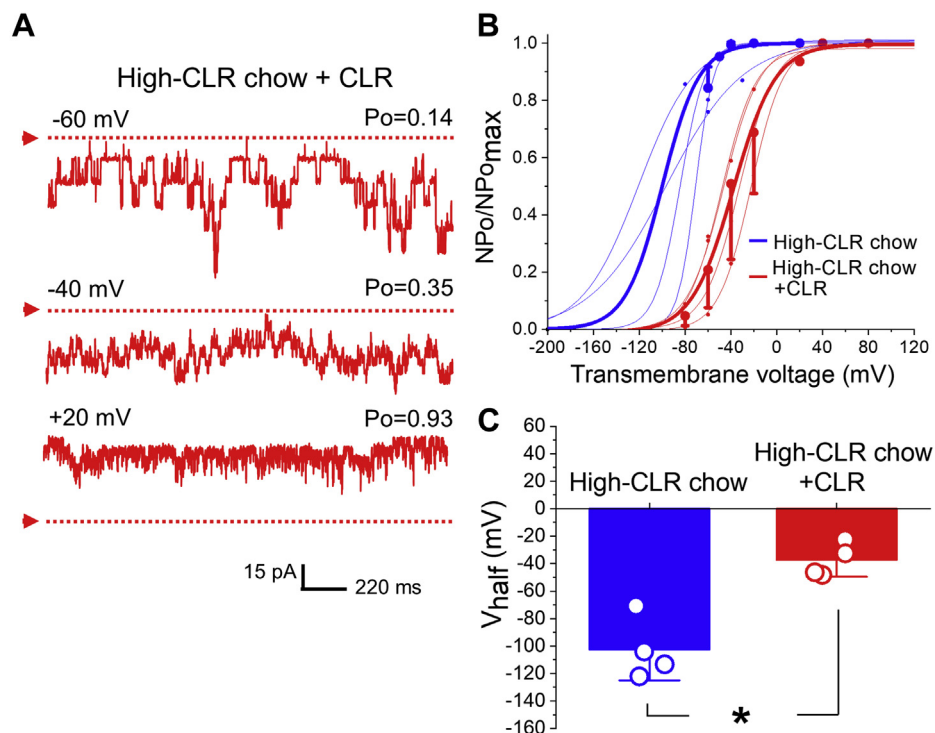 A
High-CLR chow + CLR
-60 mV
Po=0.14
-40 mV
Po=0.35
+20 mV
Po=0.93
15 pA
220 ms
B
NPo/NPomax
1.0
0.8
0.6
0.4
0.2
0.0
High-CLR chow
High-CLR chow
+CLR
-200 -160 -120 -80 -40 0 40 80 120
Transmembrane voltage (mV)
C
Vhalf (mV)
60
40
20
0
-20
-40
-60
-80
-100
-120
-140
-160
High-CLR chow
High-CLR chow
+CLR
*